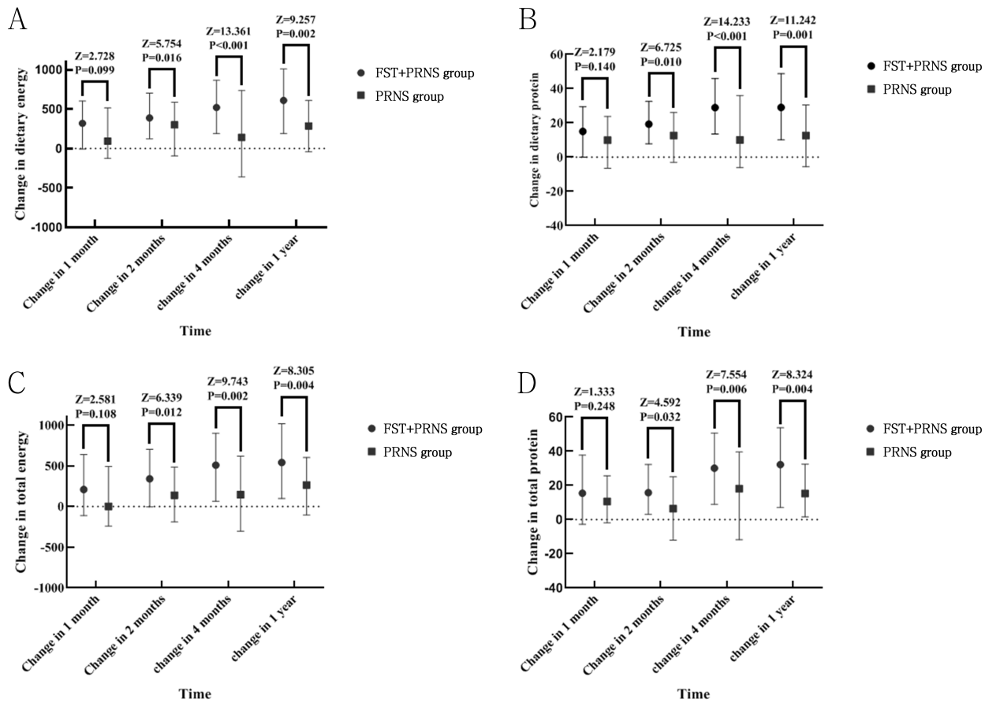 A
Z=2.728
P=0.099
Z=5.754
P=0.016
Z=13.361
P<0.001
Z=9.257
P=0.002
Change in dietary energy
1000
500
0
-500
-1000
Change in 1 month
Change in 2 months
change in 4 months
change in 1 year
Time
FST+PRNS group
PRNS group
B
Z=2.179
P=0.140
Z=6.725
P=0.010
Z=14.233
P<0.001
Z=11.242
P=0.001
Change in dietary protein
60
40
20
0
-20
-40
Change in 1 month
Change in 2 months
change in 4 months
change in 1 year
Time
FST+PRNS group
PRNS group
C
Z=2.581
P=0.108
Z=6.339
P=0.012
Z=9.743
P=0.002
Z=8.305
P=0.004
Change in total energy
1000
500
0
-500
-1000
Change in 1 month
Change in 2 months
change in 4 months
change in 1 year
Time
FST+PRNS group
PRNS group
D
Z=1.333
P=0.248
Z=4.592
P=0.032
Z=7.554
P=0.006
Z=8.324
P=0.004
Change in total protein
60
40
20
0
-20
-40
Change in 1 month
Change in 2 months
change in 4 months
change in 1 year
Time
FST+PRNS group
PRNS group